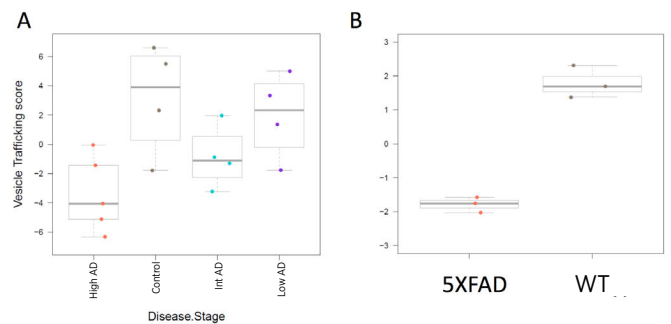 A
Vesicle Trafficking score
6
4
2
0
−2
−4
−6
High AD
Control
Int AD
Low AD
Disease.Stage
B
3
2
1
0
−1
−2
−3
5XFAD
WT